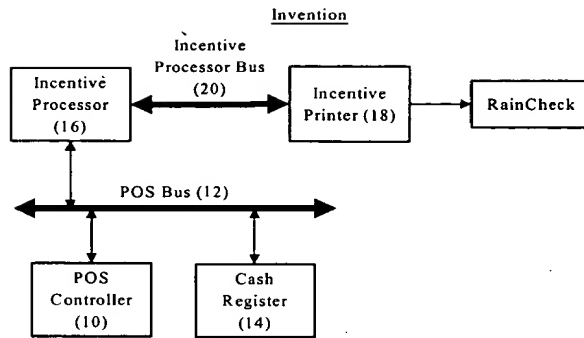 Invention
Incentive
Processor Bus
(20)
Incentive
Processor
(16)
Incentive
Printer (18)
RainCheck
POS Bus (12)
POS
Controller
(10)
Cash
Register
(14)